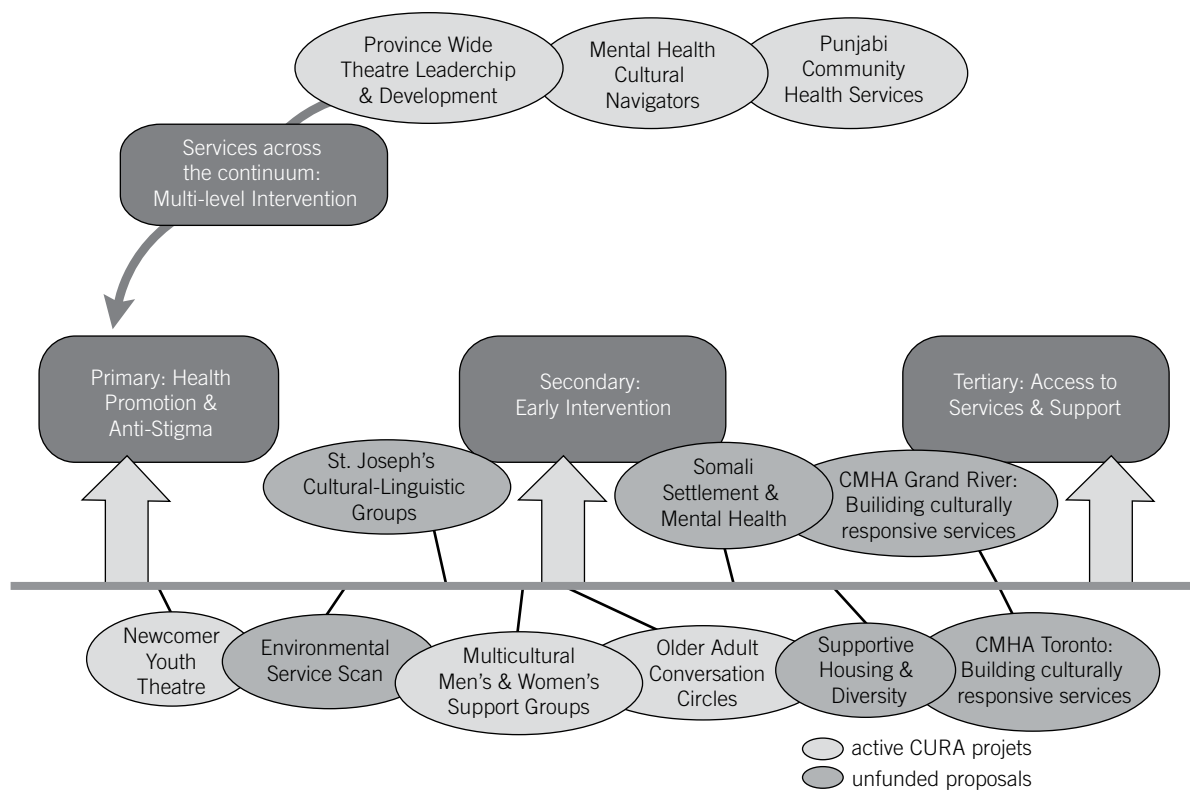 Province Wide
Theatre Leadership
& Development
Mental Health
Cultural
Navigators
Punjabi
Community
Health Services
Services across
the continuum:
Multi-level Intervention
Primary: Health
Promotion &
Anti-Stigma
Secondary:
Early Intervention
Tertiary: Access to
Services & Support
St. Joseph's
Cultural-Linguistic
Groups
Somali
Settlement &
Mental Health
CMHA Grand River:
Builiding culturally
responsive services
Newcomer
Youth
Theatre
Environmental
Service Scan
Multicultural
Men's & Women's
Support Groups
Older Adult
Conversation
Circles
Supportive
Housing &
Diversity
CMHA Toronto:
Building culturally
responsive services
active CURA projets
unfunded proposals